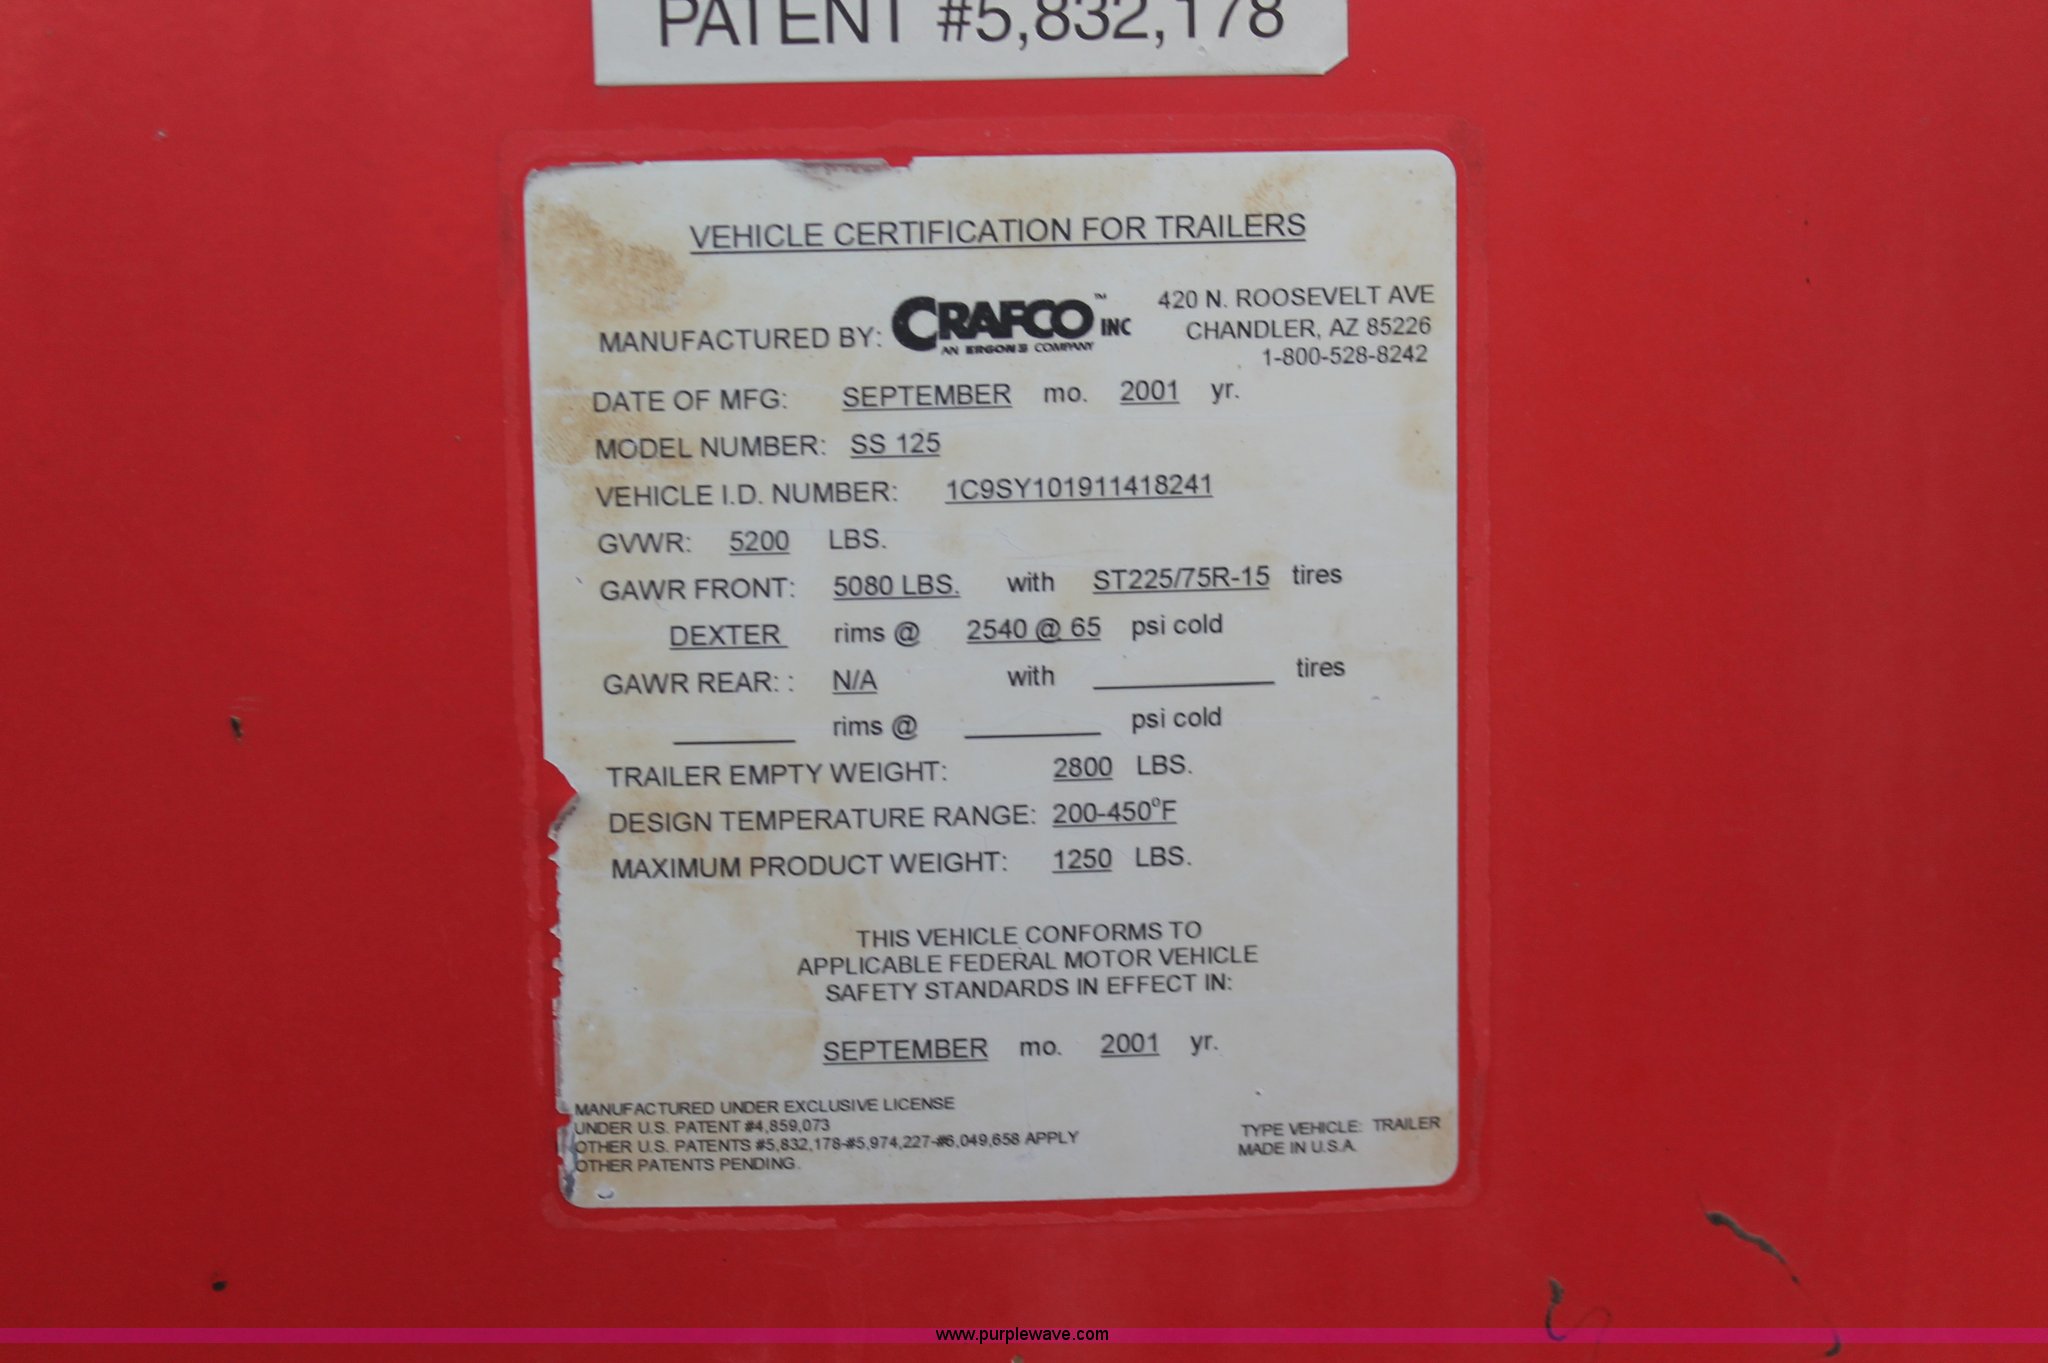 PATENT #5,832,178
VEHICLE CERTIFICATION FOR TRAILERS
MANUFACTURED BY: CRAFCO™ INC
AN ERGON COMPANY
420 N. ROOSEVELT AVE
CHANDLER, AZ 85226
1-800-528-8242
DATE OF MFG: SEPTEMBER mo. 2001 yr.
MODEL NUMBER: SS 125
VEHICLE I.D. NUMBER: 1C9SY101911418241
GVWR: 5200 LBS.
GAWR FRONT: 5080 LBS. with ST225/75R-15 tires
DEXTER rims @ 2540 @ 65 psi cold
GAWR REAR: : N/A with tires
rims @ psi cold
TRAILER EMPTY WEIGHT: 2800 LBS.
DESIGN TEMPERATURE RANGE: 200-450°F
MAXIMUM PRODUCT WEIGHT: 1250 LBS.
THIS VEHICLE CONFORMS TO
APPLICABLE FEDERAL MOTOR VEHICLE
SAFETY STANDARDS IN EFFECT IN:
SEPTEMBER mo. 2001 yr.
MANUFACTURED UNDER EXCLUSIVE LICENSE
UNDER U.S. PATENT #4,859,073
OTHER U.S. PATENTS #5,832,178-#5,974,227-#6,049,658 APPLY
OTHER PATENTS PENDING.
TYPE VEHICLE: TRAILER
MADE IN U.S.A.
www.purplewave.com